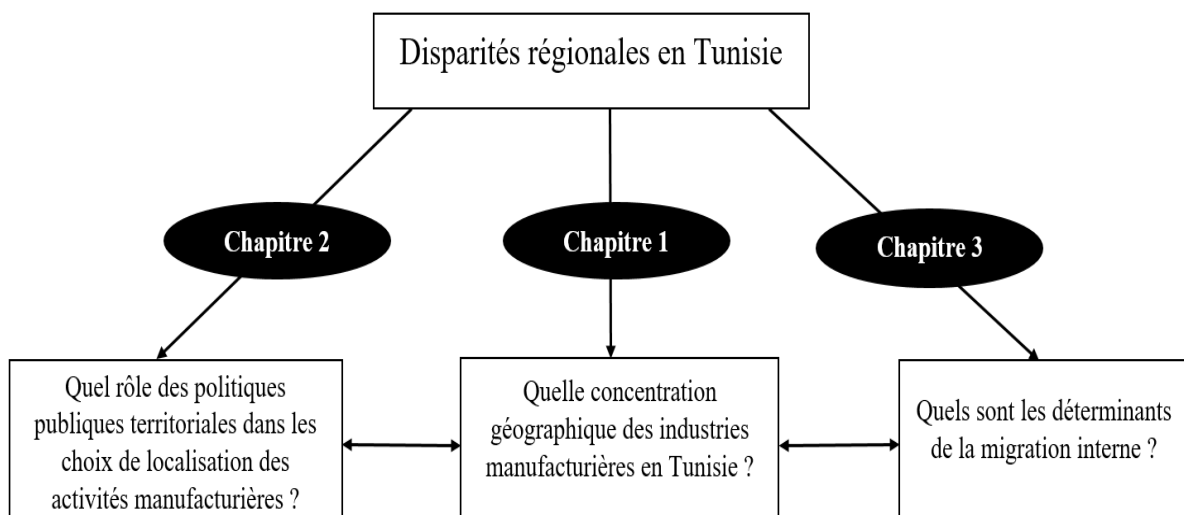 Disparités régionales en Tunisie
Chapitre 2
Chapitre 1
Chapitre 3
Quel rôle des politiques
publiques territoriales dans les
choix de localisation des
activités manufacturières ?
Quelle concentration
géographique des industries
manufacturières en Tunisie ?
Quels sont les déterminants
de la migration interne ?